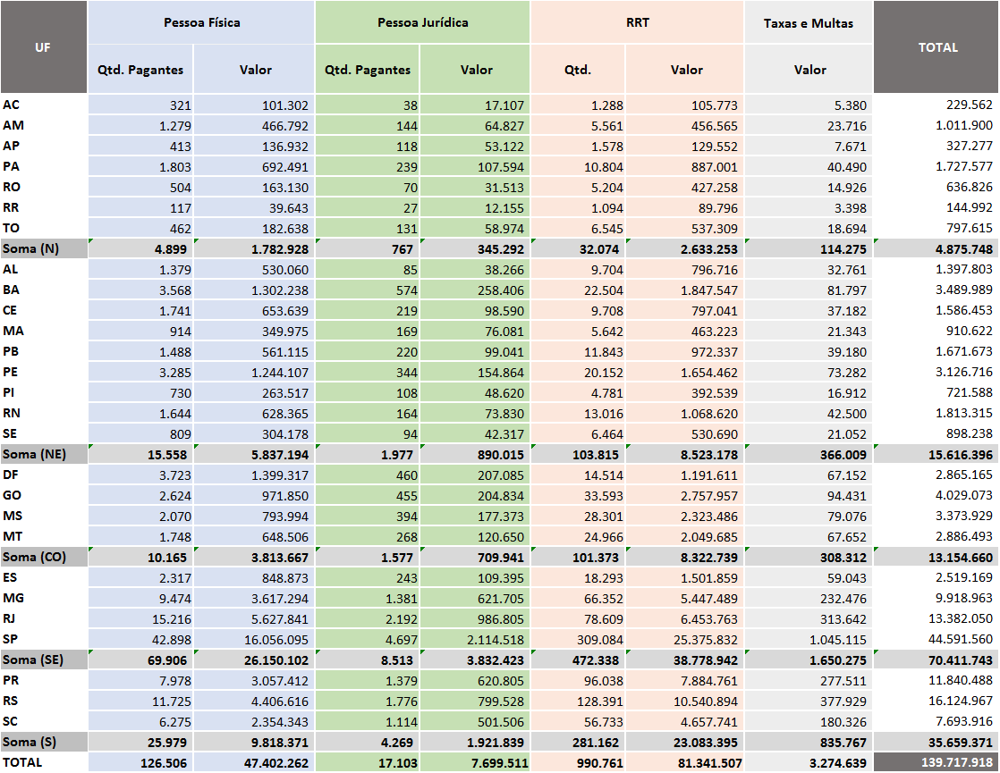 UF Pessoa Física Pessoa Jurídica RRT Taxas e Multas TOTAL
Qtd. Pagantes Valor Qtd. Pagantes Valor Qtd. Valor Valor
AC 321 101.302 38 17.107 1.288 105.773 5.380 229.562
AM 1.279 466.792 144 64.827 5.561 456.565 23.716 1.011.900
AP 413 136.932 118 53.122 1.578 129.552 7.671 327.277
PA 1.803 692.491 239 107.594 10.804 887.001 40.490 1.727.577
RO 504 163.130 70 31.513 5.204 427.258 14.926 636.826
RR 117 39.643 27 12.155 1.094 89.796 3.398 144.992
TO 462 182.638 131 58.974 6.545 537.309 18.694 797.615
Soma (N) 4.899 1.782.928 767 345.292 32.074 2.633.253 114.275 4.875.748
AL 1.379 530.060 85 38.266 9.704 796.716 32.761 1.397.803
BA 3.568 1.302.238 574 258.406 22.504 1.847.547 81.797 3.489.989
CE 1.741 653.639 219 98.590 9.708 797.041 37.182 1.586.453
MA 914 349.975 169 76.081 5.642 463.223 21.343 910.622
PB 1.488 561.115 220 99.041 11.843 972.337 39.180 1.671.673
PE 3.285 1.244.107 344 154.864 20.152 1.654.462 73.282 3.126.716
PI 730 263.517 108 48.620 4.781 392.539 16.912 721.588
RN 1.644 628.365 164 73.830 13.016 1.068.620 42.500 1.813.315
SE 809 304.178 94 42.317 6.464 530.690 21.052 898.238
Soma (NE) 15.558 5.837.194 1.977 890.015 103.815 8.523.178 366.009 15.616.396
DF 3.723 1.399.317 460 207.085 14.514 1.191.611 67.152 2.865.165
GO 2.624 971.850 455 204.834 33.593 2.757.957 94.431 4.029.073
MS 2.070 793.994 394 177.373 28.301 2.323.486 79.076 3.373.929
MT 1.748 648.506 268 120.650 24.966 2.049.685 67.652 2.886.493
Soma (CO) 10.165 3.813.667 1.577 709.941 101.373 8.322.739 308.312 13.154.660
ES 2.317 848.873 243 109.395 18.293 1.501.859 59.043 2.519.169
MG 9.474 3.617.294 1.381 621.705 66.352 5.447.489 232.476 9.918.963
RJ 15.216 5.627.841 2.192 986.805 78.609 6.453.763 313.642 13.382.050
SP 42.898 16.056.095 4.697 2.114.518 309.084 25.375.832 1.045.115 44.591.560
Soma (SE) 69.906 26.150.102 8.513 3.832.423 472.338 38.778.942 1.650.275 70.411.743
PR 7.978 3.057.412 1.379 620.805 96.038 7.884.761 277.511 11.840.488
RS 11.725 4.406.616 1.776 799.528 128.391 10.540.894 377.929 16.124.967
SC 6.275 2.354.343 1.114 501.506 56.733 4.657.741 180.326 7.693.916
Soma (S) 25.979 9.818.371 4.269 1.921.839 281.162 23.083.395 835.767 35.659.371
TOTAL 126.506 47.402.262 17.103 7.699.511 990.761 81.341.507 3.274.639 139.717.918